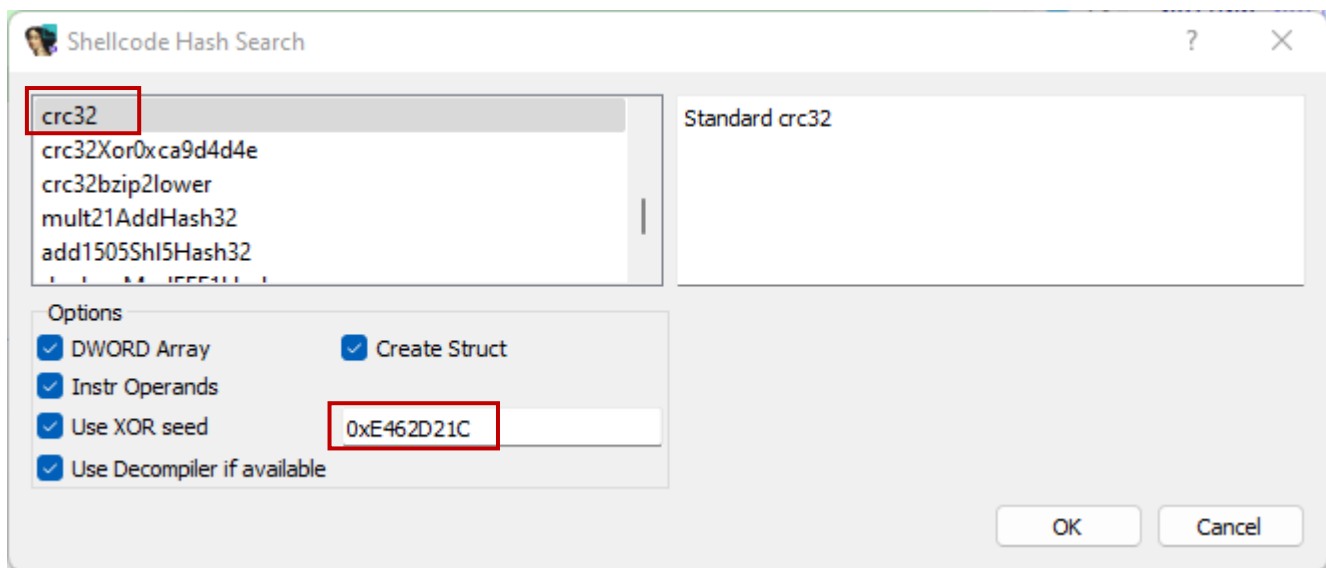 Shellcode Hash Search
?
crc32
crc32Xor0xca9d4d4e
crc32bzip2lower
mult21AddHash32
add1505Shl5Hash32
Standard crc32
Options
DWORD Array
Create Struct
Instr Operands
Use XOR seed
0xE462D21C
Use Decompiler if available
OK
Cancel